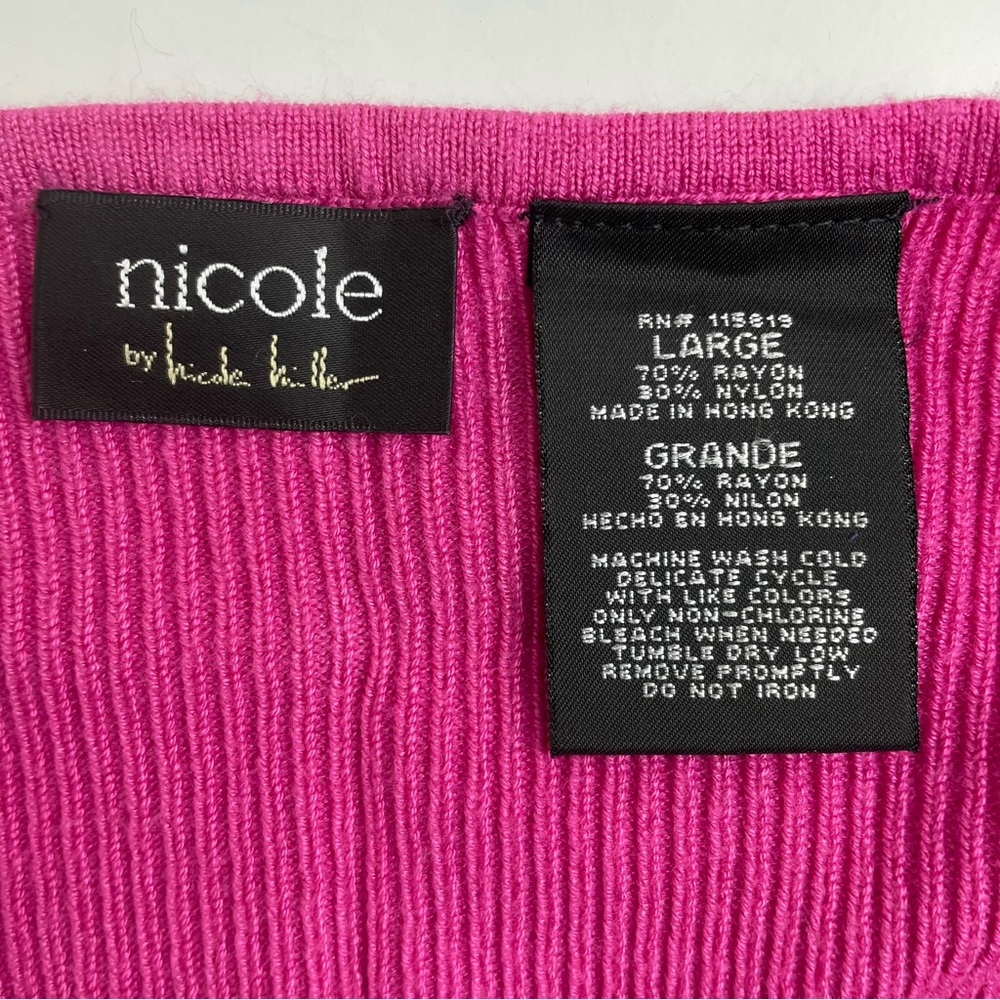 nicole
by nicole miller
RN# 115819
LARGE
70% RAYON
30% NYLON
MADE IN HONG KONG
GRANDE
70% RAYON
30% NILON
HECHO EN HONG KONG
MACHINE WASH COLD
DELICATE CYCLE
WITH LIKE COLORS
ONLY NON-CHLORINE
BLEACH WHEN NEEDED
TUMBLE DRY LOW
REMOVE PROMPTLY
DO NOT IRON